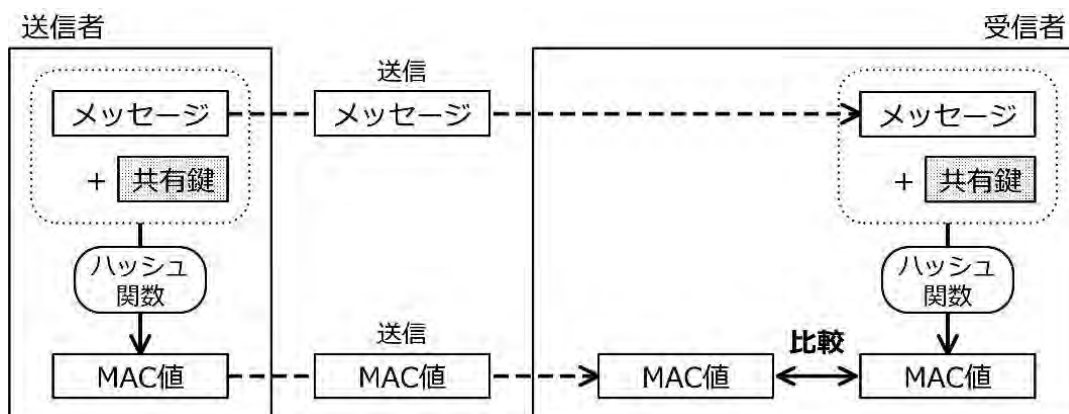 送信者
受信者
送信
メッセージ
メッセージ
メッセージ
+ 共有鍵
+ 共有鍵
ハッシュ
関数
ハッシュ
関数
送信
比較
MAC値
MAC値
MAC値
MAC値